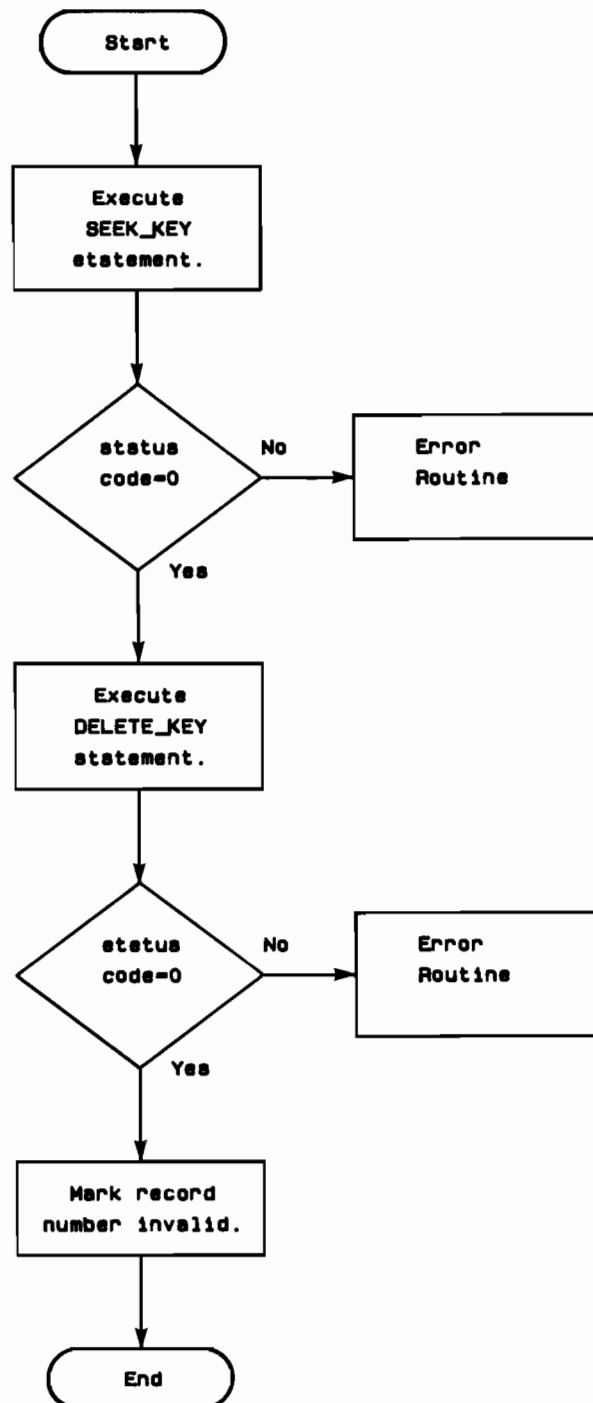 Start
Execute
SEEK_KEY
statement.
status
code=0
No
Error
Routine
Yes
Execute
DELETE_KEY
statement.
status
code=0
No
Error
Routine
Yes
Mark record
number invalid.
End